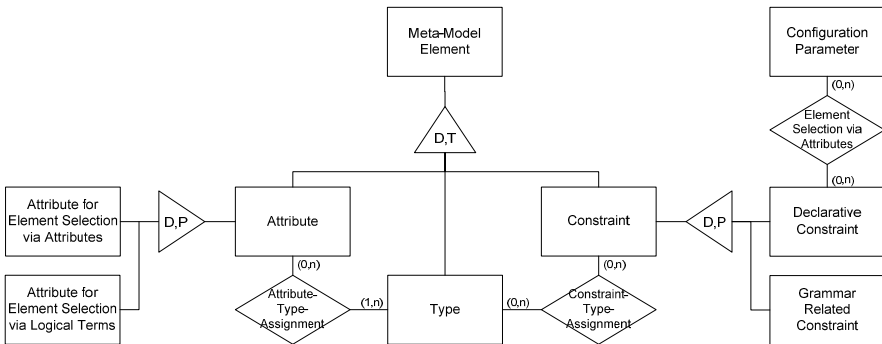 Meta-Model
Element
Configuration
Parameter
(0,n)
Element
Selection via
Attributes
(0,n)
D,T
Attribute for
Element Selection
via Attributes
D,P
Attribute
Constraint
D,P
Declarative
Constraint
(0,n)
(0,n)
Attribute for
Element Selection
via Logical Terms
Attribute-
Type-
Assignment
(1,n)
Type
(0,n)
Constraint-
Type-
Assignment
Grammar
Related
Constraint